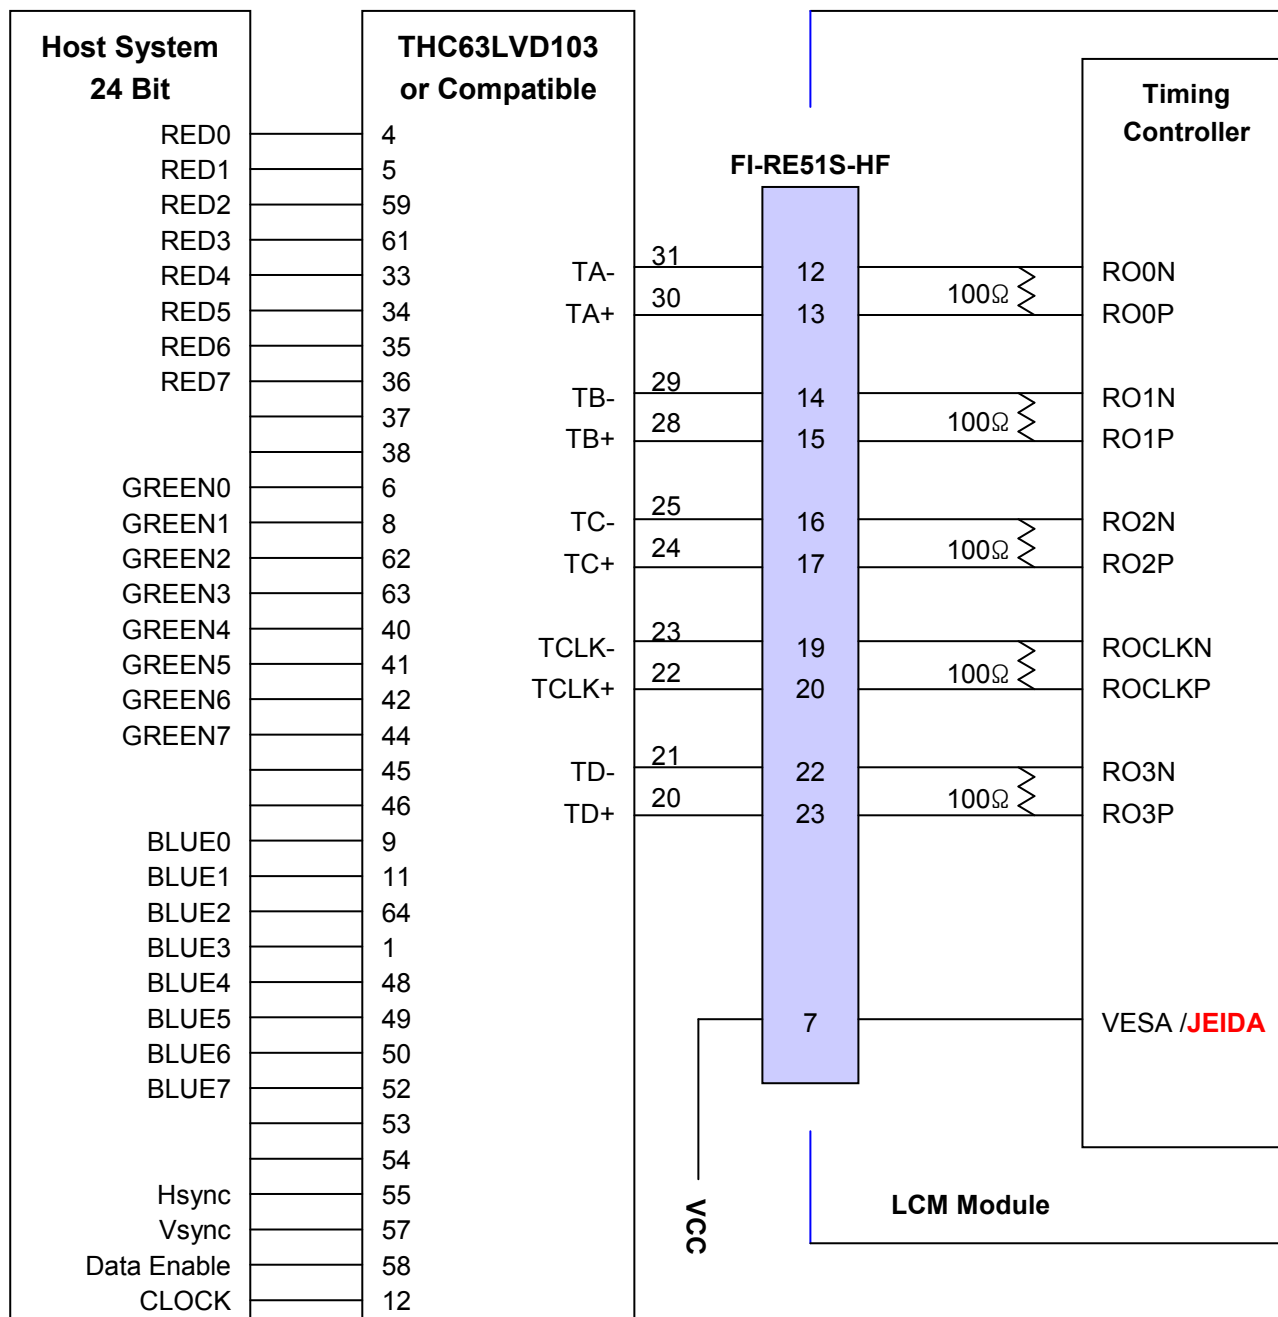 Host System
24 Bit
THC63LVD103
or Compatible
Timing
Controller
FI-RE51S-HF
RED0 4
RED1 5
RED2 59
RED3 61
RED4 33
RED5 34
RED6 35
RED7 36
37
38
GREEN0 6
GREEN1 8
GREEN2 62
GREEN3 63
GREEN4 40
GREEN5 41
GREEN6 42
GREEN7 44
45
46
BLUE0 9
BLUE1 11
BLUE2 64
BLUE3 1
BLUE4 48
BLUE5 49
BLUE6 50
BLUE7 52
53
54
Hsync 55
Vsync 57
Data Enable 58
CLOCK 12
TA- 31 12 RO0N
100Ω
TA+ 30 13 RO0P
TB- 29 14 RO1N
100Ω
TB+ 28 15 RO1P
TC- 25 16 RO2N
100Ω
TC+ 24 17 RO2P
TCLK- 23 19 ROCLKN
100Ω
TCLK+ 22 20 ROCLKP
TD- 21 22 RO3N
100Ω
TD+ 20 23 RO3P
7 VESA /JEIDA
VCC
LCM Module